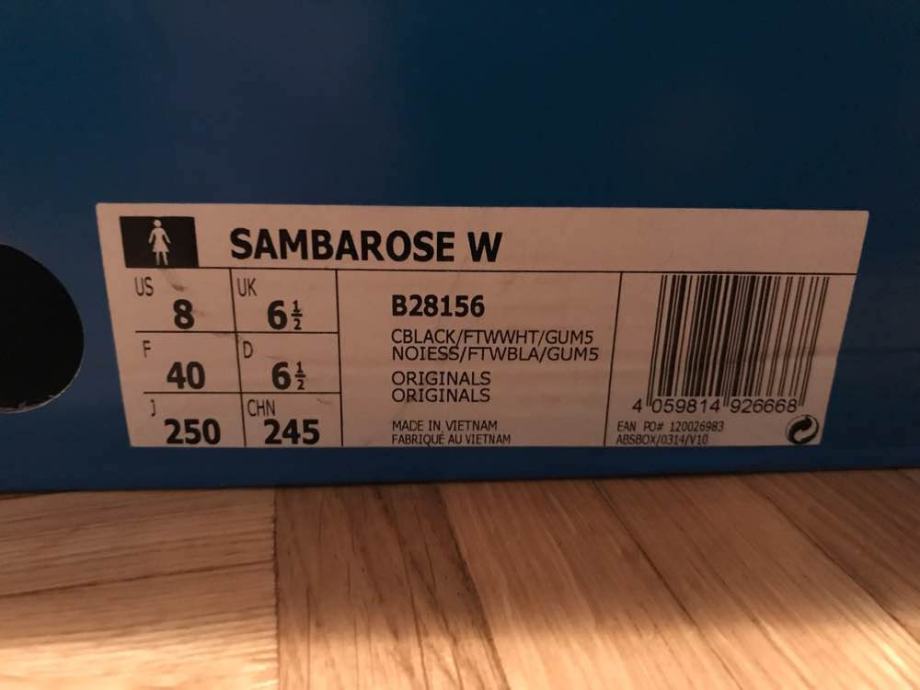 SAMBAROSE W
US 8 UK 6½
F 40 D 6½
J 250 CHN 245
B28156
CBLACK/FTWWHT/GUM5
NOIESS/FTWBLA/GUM5
ORIGINALS
ORIGINALS
MADE IN VIETNAM
FABRIQUÉ AU VIETNAM
4 059814 926668
EAN PO# 120026983
ABSBOX/0314/V10